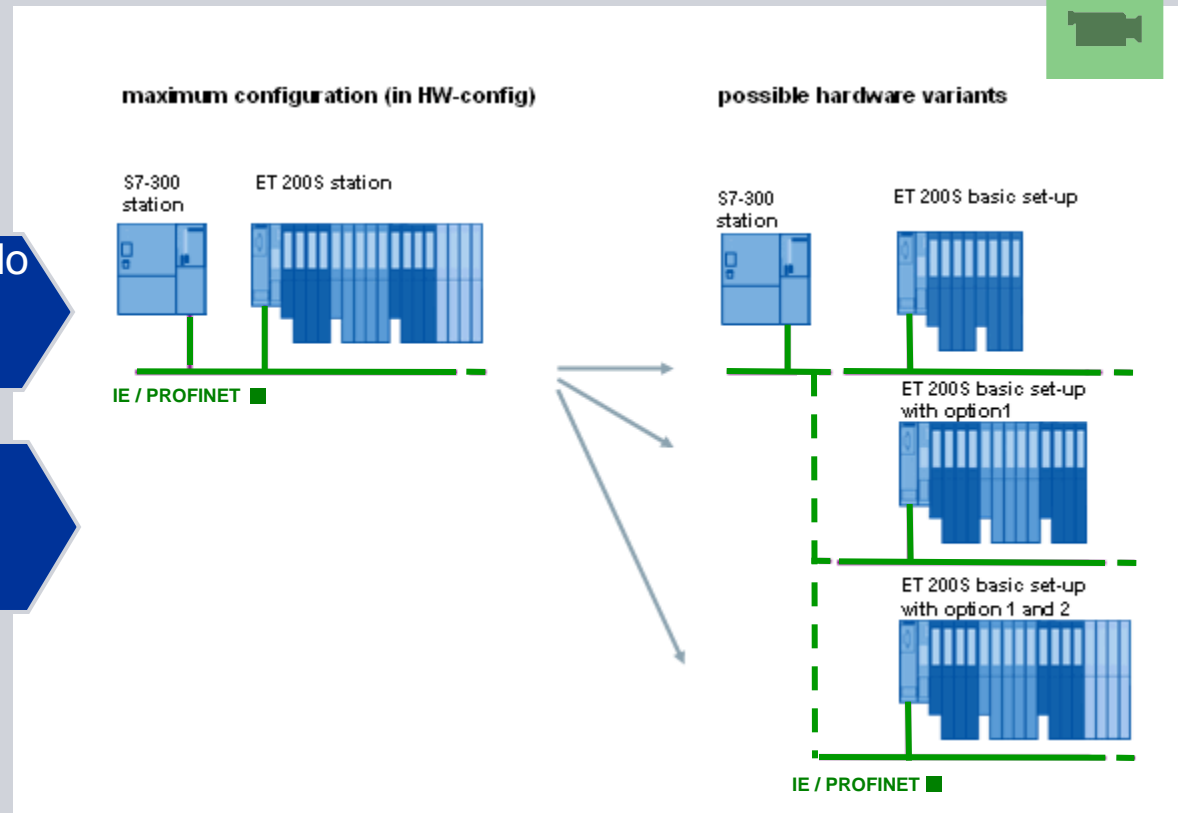 maximum configuration (in HW-config)
possible hardware variants
S7-300
station
ET 200S station
IE / PROFINET
S7-300
station
ET 200S basic set-up
ET 200S basic set-up
with option1
ET 200S basic set-up
with option 1 and 2
IE / PROFINET